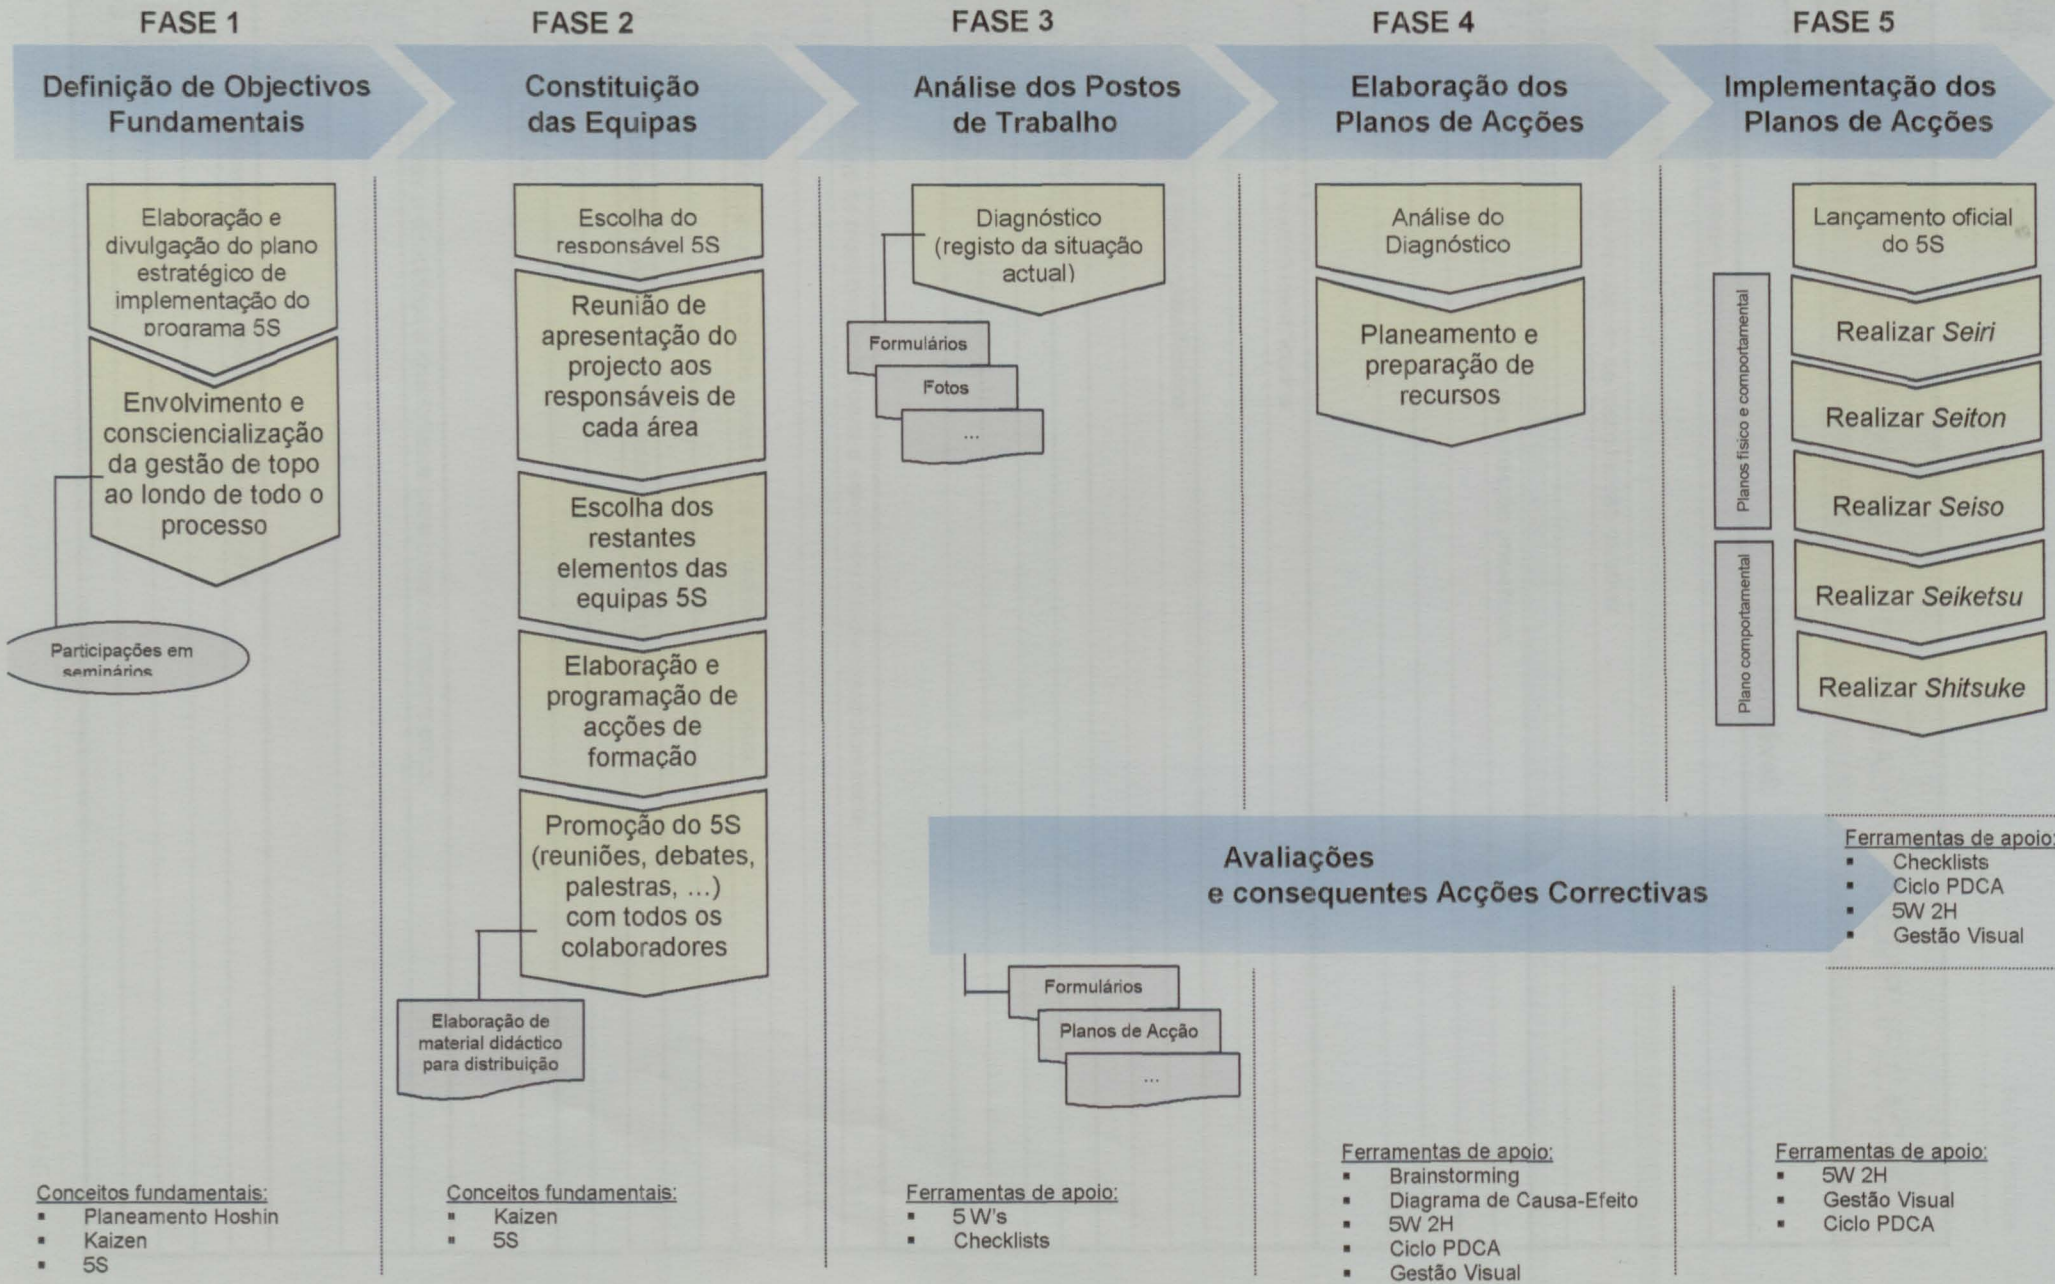 FASE 1
Definição de Objectivos
Fundamentais
Elaboração e
divulgação do plano
estratégico de
implementação do
programa 5S
Envolvimento e
consciencialização
da gestão de topo
ao londo de todo o
processo
Participações em
seminários
Conceitos fundamentais:
▪ Planeamento Hoshin
▪ Kaizen
▪ 5S
FASE 2
Constituição
das Equipas
Escolha do
responsável 5S
Reunião de
apresentação do
projecto aos
responsáveis de
cada área
Escolha dos
restantes
elementos das
equipas 5S
Elaboração e
programação de
acções de
formação
Promoção do 5S
(reuniões, debates,
palestras, ...)
com todos os
colaboradores
Elaboração de
material didáctico
para distribuição
Conceitos fundamentais:
▪ Kaizen
▪ 5S
FASE 3
Análise dos Postos
de Trabalho
Diagnóstico
(registo da situação
actual)
Formulários
Fotos
...
FASE 4
Elaboração dos
Planos de Acções
Análise do
Diagnóstico
Planeamento e
preparação de
recursos
FASE 5
Implementação dos
Planos de Acções
Lançamento oficial
do 5S
Planos físico e comportamental
Realizar Seiri
Realizar Seiton
Realizar Seiso
Plano comportamental
Realizar Seiketsu
Realizar Shitsuke
Avaliações
e consequentes Acções Correctivas
Ferramentas de apoio:
▪ Checklists
▪ Ciclo PDCA
▪ 5W 2H
▪ Gestão Visual
Formulários
Planos de Acção
...
Ferramentas de apoio:
▪ 5 W's
▪ Checklists
Ferramentas de apoio:
▪ Brainstorming
▪ Diagrama de Causa-Efeito
▪ 5W 2H
▪ Ciclo PDCA
▪ Gestão Visual
Ferramentas de apoio:
▪ 5W 2H
▪ Gestão Visual
▪ Ciclo PDCA